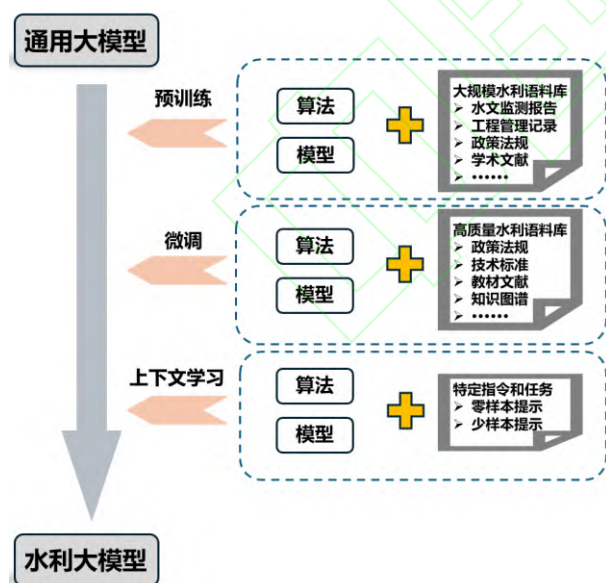 通用大模型
预训练
算法
模型
大规模水利语料库
➢ 水文监测报告
➢ 工程管理记录
➢ 政策法规
➢ 学术文献
➢ ……
微调
算法
模型
高质量水利语料库
➢ 政策法规
➢ 技术标准
➢ 教材文献
➢ 知识图谱
➢ ……
上下文学习
算法
模型
特定指令和任务
➢ 零样本提示
➢ 少样本提示
水利大模型